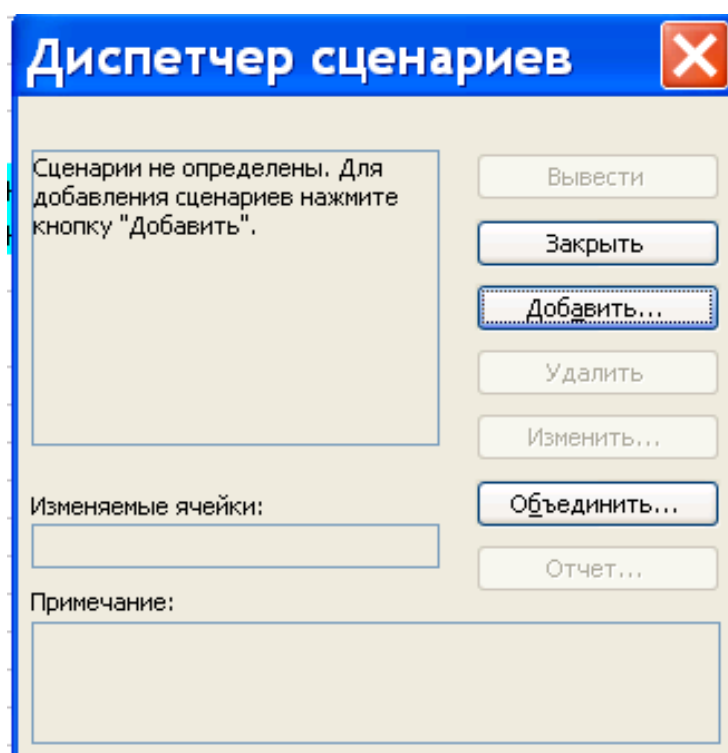 Диспетчер сценариев
Сценарии не определены. Для
добавления сценариев нажмите
кнопку "Добавить".
Вывести
Закрыть
Добавить...
Удалить
Изменить...
Изменяемые ячейки:
Объединить...
Отчет...
Примечание: